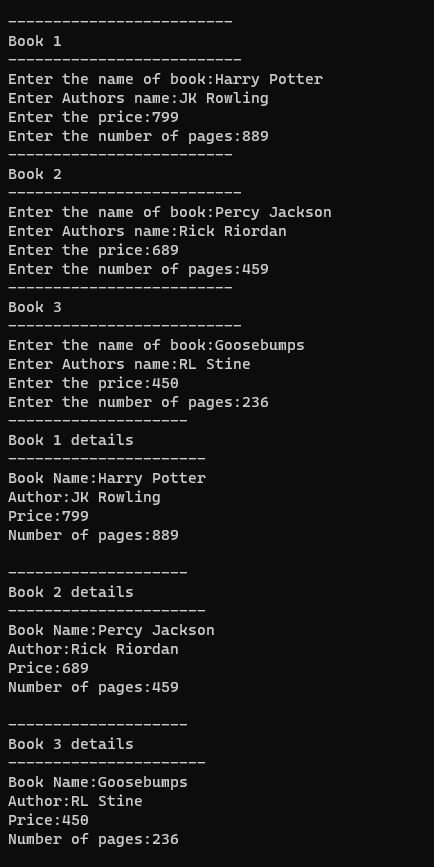 -------------------------
Book 1
--------------------------
Enter the name of book:Harry Potter
Enter Authors name:JK Rowling
Enter the price:799
Enter the number of pages:889
-------------------------
Book 2
--------------------------
Enter the name of book:Percy Jackson
Enter Authors name:Rick Riordan
Enter the price:689
Enter the number of pages:459
-------------------------
Book 3
--------------------------
Enter the name of book:Goosebumps
Enter Authors name:RL Stine
Enter the price:450
Enter the number of pages:236
--------------------
Book 1 details
----------------------
Book Name:Harry Potter
Author:JK Rowling
Price:799
Number of pages:889

--------------------
Book 2 details
----------------------
Book Name:Percy Jackson
Author:Rick Riordan
Price:689
Number of pages:459

--------------------
Book 3 details
----------------------
Book Name:Goosebumps
Author:RL Stine
Price:450
Number of pages:236